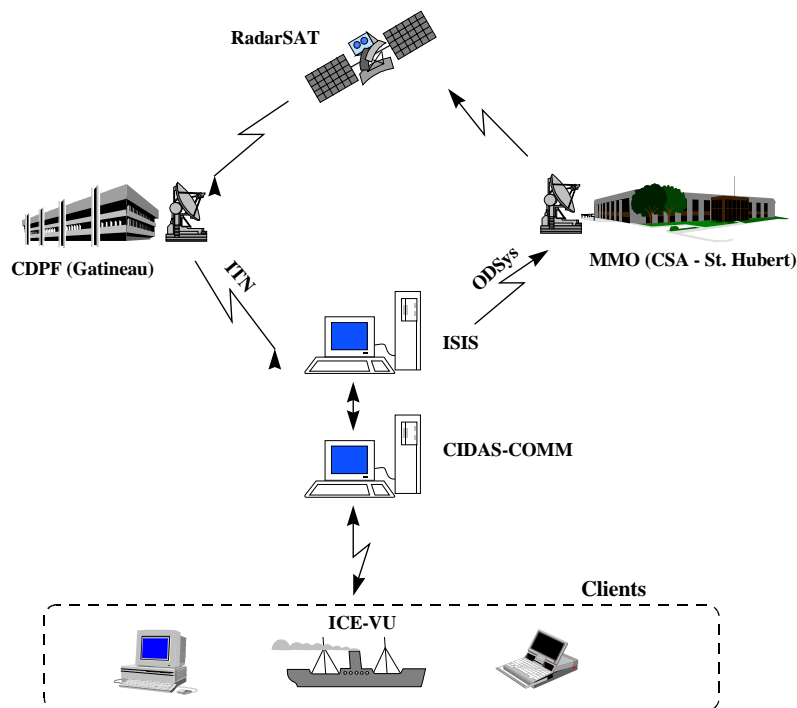 RadarSAT
CDPF (Gatineau)
MMO (CSA - St. Hubert)
ITN
ODSys
ISIS
CIDAS-COMM
Clients
ICE-VU